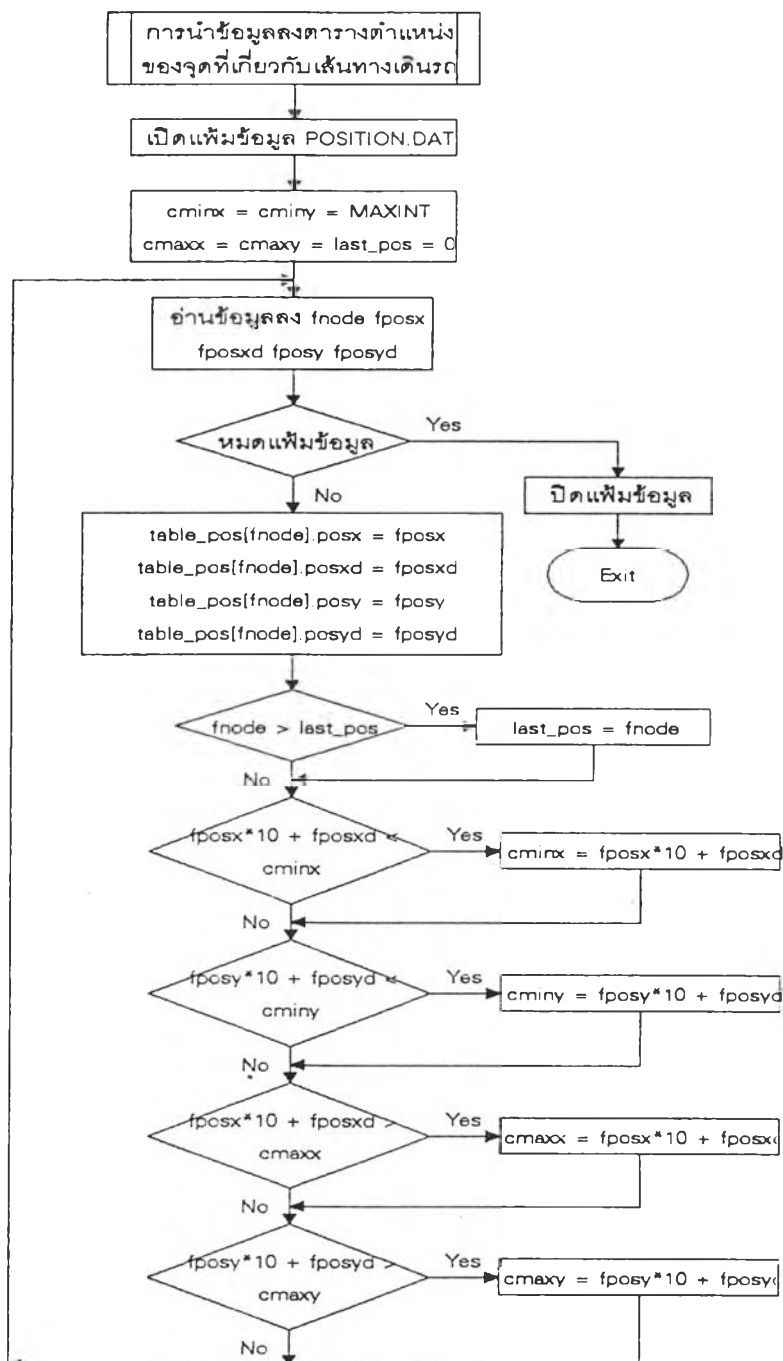 การนำข้อมูลลงตารางตำแหน่ง
ของจุดที่เกี่ยวกับเส้นทางเดินรถ
เปิดแฟ้มข้อมูล POSITION.DAT
cminx = cminy = MAXINT
cmaxx = cmaxy = last_pos = 0
อ่านข้อมูลลง fnode fposx
fposxd fposy fposyd
หมดแฟ้มข้อมูล
Yes
No
ปิดแฟ้มข้อมูล
Exit
table_pos[fnode].posx = fposx
table_pos[fnode].posxd = fposxd
table_pos[fnode].posy = fposy
table_pos[fnode].posyd = fposyd
fnode > last_pos
Yes
last_pos = fnode
No
fposx*10 + fposxd <
cminx
Yes
cminx = fposx*10 + fposxd
No
fposy*10 + fposyd <
cminy
Yes
cminy = fposy*10 + fposyd
No
fposx*10 + fposxd >
cmaxx
Yes
cmaxx = fposx*10 + fposxd
No
fposy*10 + fposyd >
cmaxy
Yes
cmaxy = fposy*10 + fposyd
No